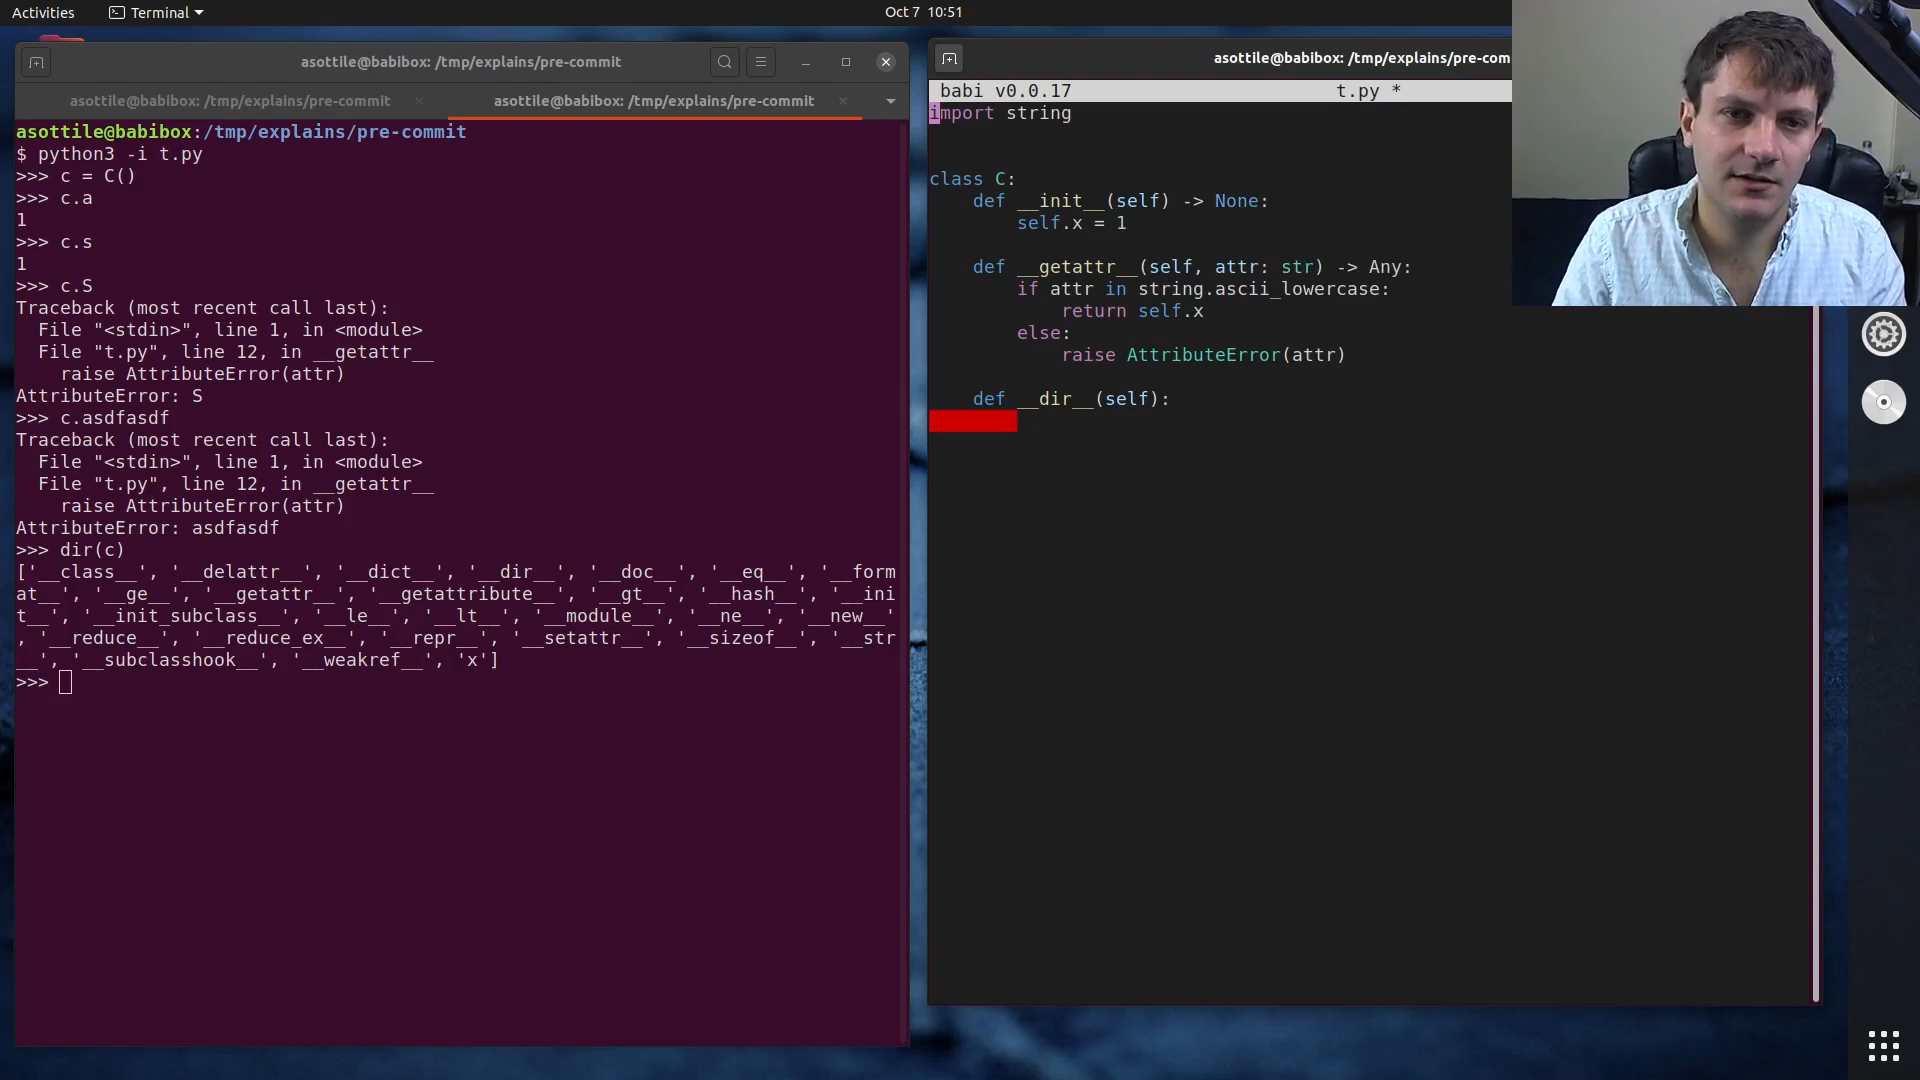 Activities
Terminal
Oct 7 10:51
asottile@babibox: /tmp/explains/pre-commit
asottile@babibox: /tmp/explains/pre-commit
asottile@babibox: /tmp/explains/pre-commit
asottile@babibox:/tmp/explains/pre-commit
$ python3 -i t.py
>>> c = C()
>>> c.a
1
>>> c.s
1
>>> c.S
Traceback (most recent call last):
  File "<stdin>", line 1, in <module>
  File "t.py", line 12, in __getattr__
    raise AttributeError(attr)
AttributeError: S
>>> c.asdfasdf
Traceback (most recent call last):
  File "<stdin>", line 1, in <module>
  File "t.py", line 12, in __getattr__
    raise AttributeError(attr)
AttributeError: asdfasdf
>>> dir(c)
['__class__', '__delattr__', '__dict__', '__dir__', '__doc__', '__eq__', '__form
at__', '__ge__', '__getattr__', '__getattribute__', '__gt__', '__hash__', '__ini
t__', '__init_subclass__', '__le__', '__lt__', '__module__', '__ne__', '__new__'
, '__reduce__', '__reduce_ex__', '__repr__', '__setattr__', '__sizeof__', '__str
__', '__subclasshook__', '__weakref__', 'x']
>>>
asottile@babibox: /tmp/explains/pre-com
babi v0.0.17 t.py *
import string
class C:
    def __init__(self) -> None:
        self.x = 1
    def __getattr__(self, attr: str) -> Any:
        if attr in string.ascii_lowercase:
            return self.x
        else:
            raise AttributeError(attr)
    def __dir__(self):